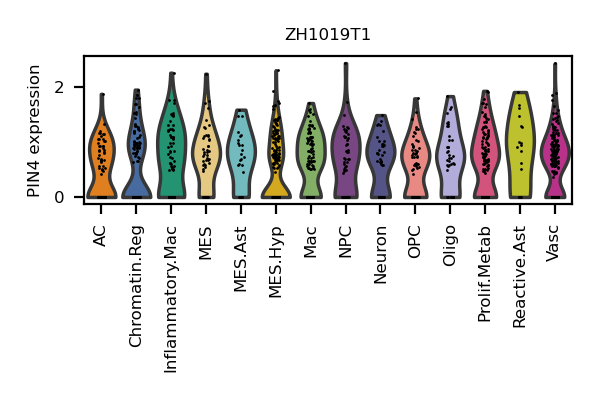 ZH1019T1
PIN4 expression
2
0
AC
Chromatin.Reg
Inflammatory.Mac
MES
MES.Ast
MES.Hyp
Mac
NPC
Neuron
OPC
Oligo
Prolif.Metab
Reactive.Ast
Vasc